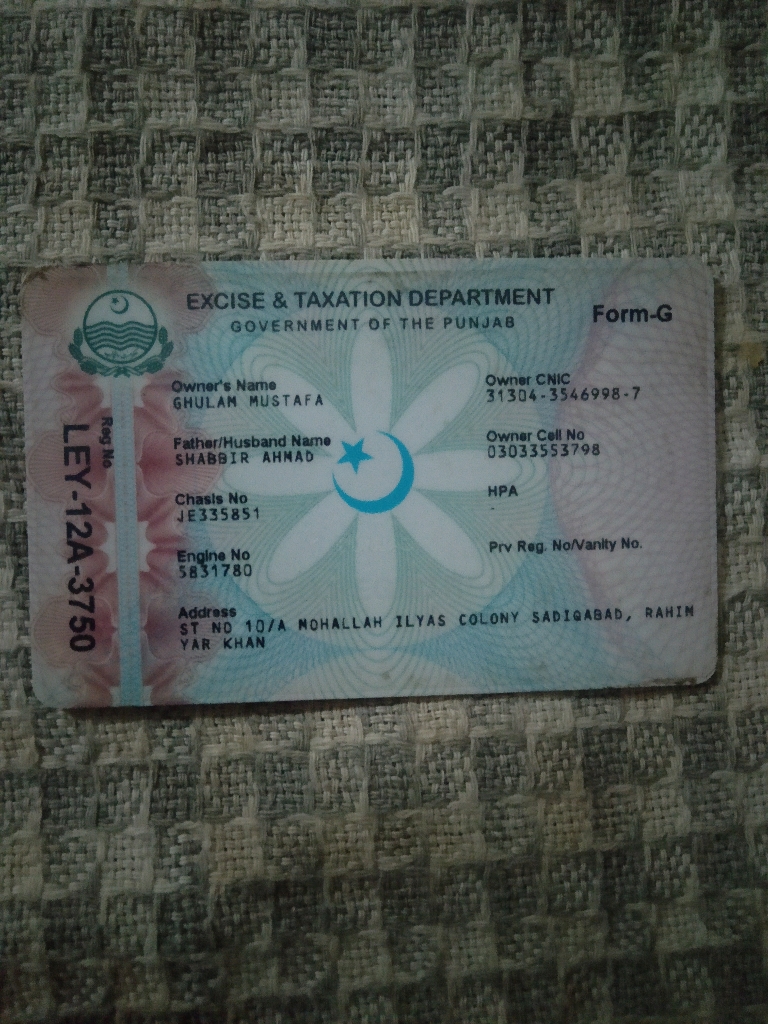 EXCISE & TAXATION DEPARTMENT
GOVERNMENT OF THE PUNJAB
Form-G
Reg No
LEY-12A-3750
Owner's Name
GHULAM MUSTAFA
Owner CNIC
31304-3546998-7
Father/Husband Name
SHABBIR AHMAD
Owner Cell No
03033553798
Chasis No
JE335851
HPA
-
Engine No
5831780
Prv Reg. No/Vanity No.
Address
ST NO 10/A MOHALLAH ILYAS COLONY SADIQABAD, RAHIM
YAR KHAN